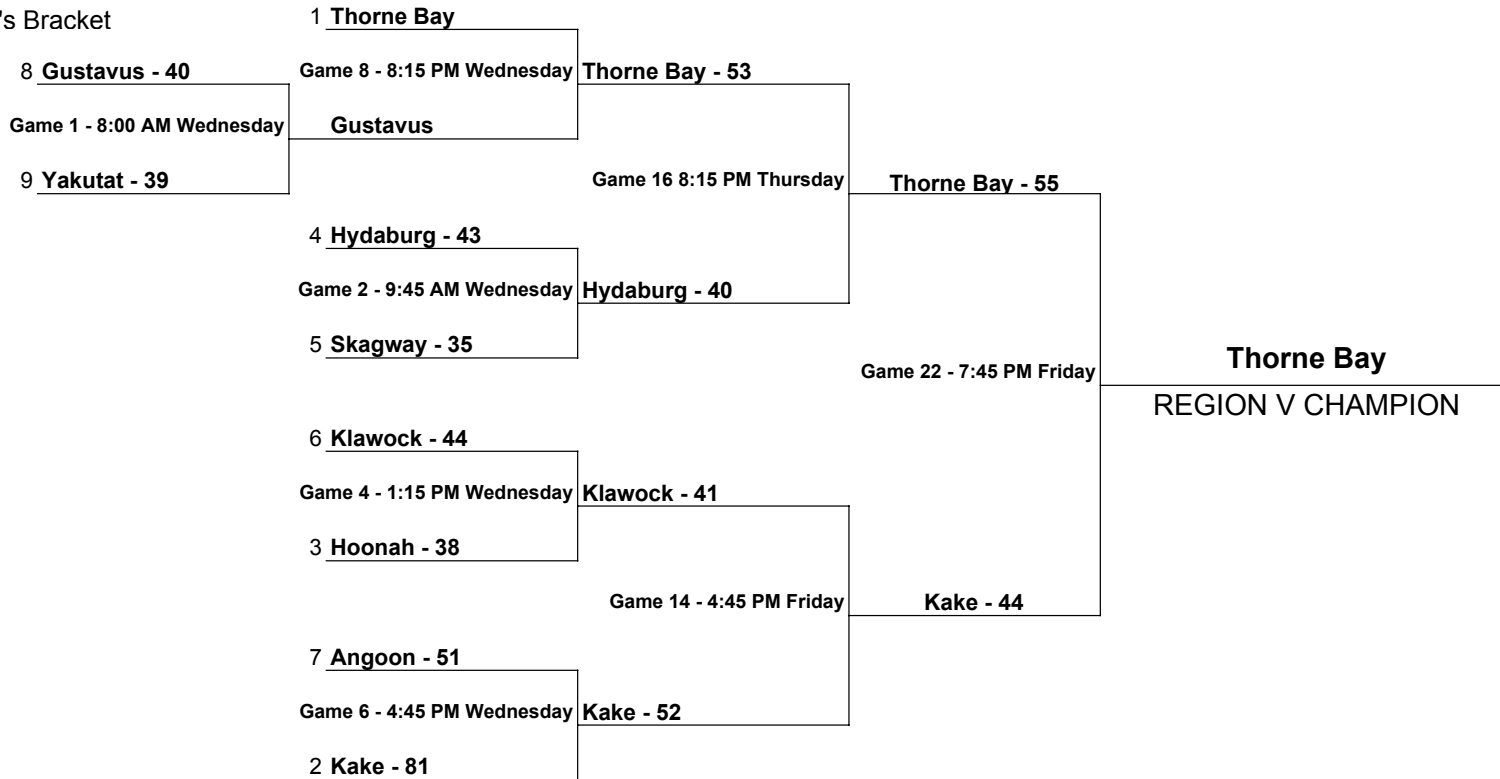 's Bracket
1 Thorne Bay
8 Gustavus - 40
Game 8 - 8:15 PM Wednesday
Thorne Bay - 53
Game 1 - 8:00 AM Wednesday
Gustavus
9 Yakutat - 39
Game 16 8:15 PM Thursday
Thorne Bay - 55
4 Hydaburg - 43
Game 2 - 9:45 AM Wednesday
Hydaburg - 40
5 Skagway - 35
Game 22 - 7:45 PM Friday
Thorne Bay
REGION V CHAMPION
6 Klawock - 44
Game 4 - 1:15 PM Wednesday
Klawock - 41
3 Hoonah - 38
Game 14 - 4:45 PM Friday
Kake - 44
7 Angoon - 51
Game 6 - 4:45 PM Wednesday
Kake - 52
2 Kake - 81